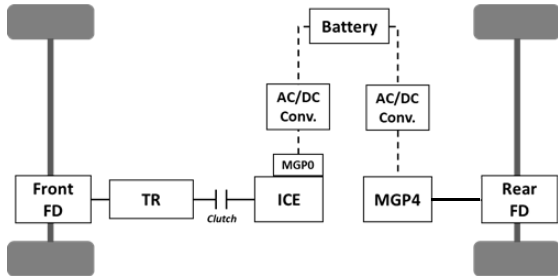 Battery
AC/DC
Conv.
AC/DC
Conv.
MGP0
Front
FD
TR
Clutch
ICE
MGP4
Rear
FD